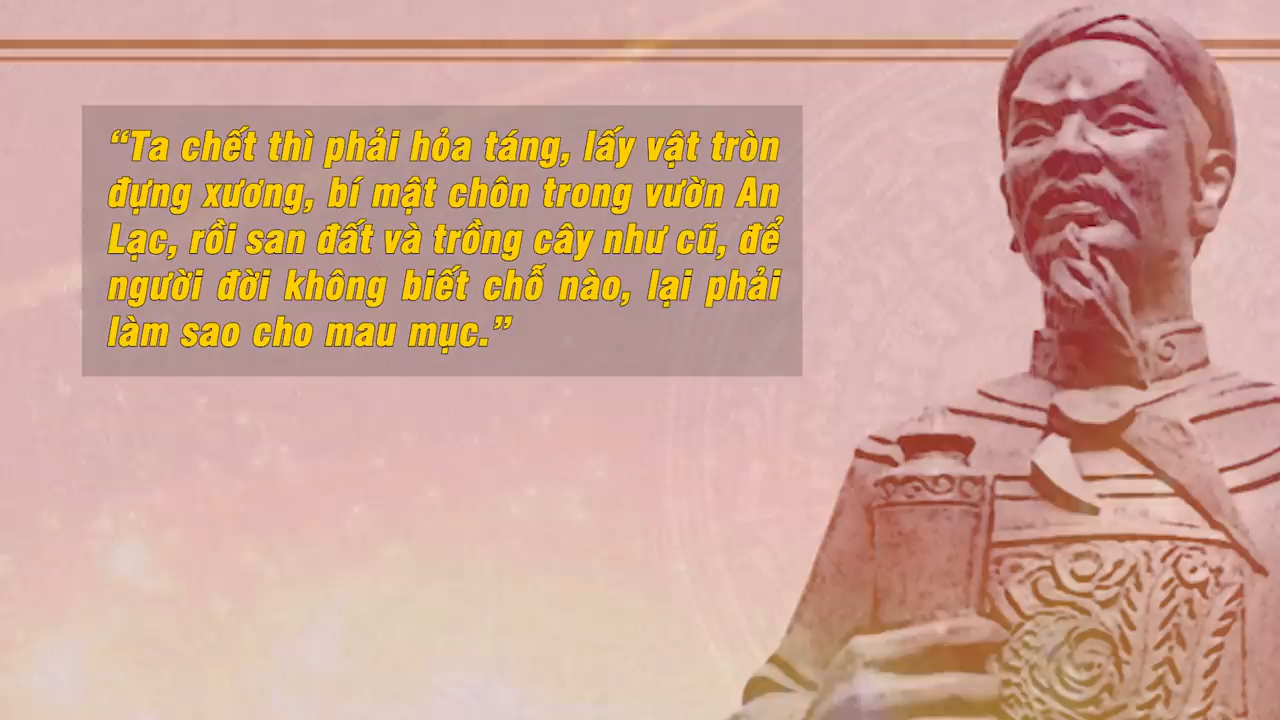 “Ta chết thì phải hỏa táng, lấy vật tròn
đựng xương, bí mật chôn trong vườn An
Lạc, rồi san đất và trồng cây như cũ, để
người đời không biết chỗ nào, lại phải
làm sao cho mau mục.”